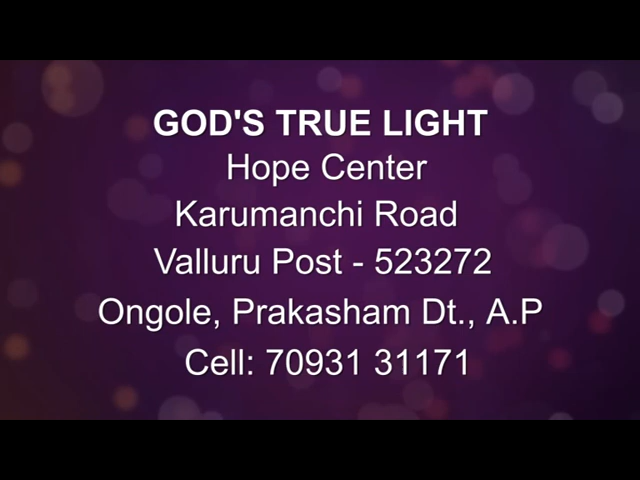 GOD'S TRUE LIGHT
Hope Center
Karumanchi Road
Valluru Post - 523272
Ongole, Prakasham Dt., A.P
Cell: 70931 31171